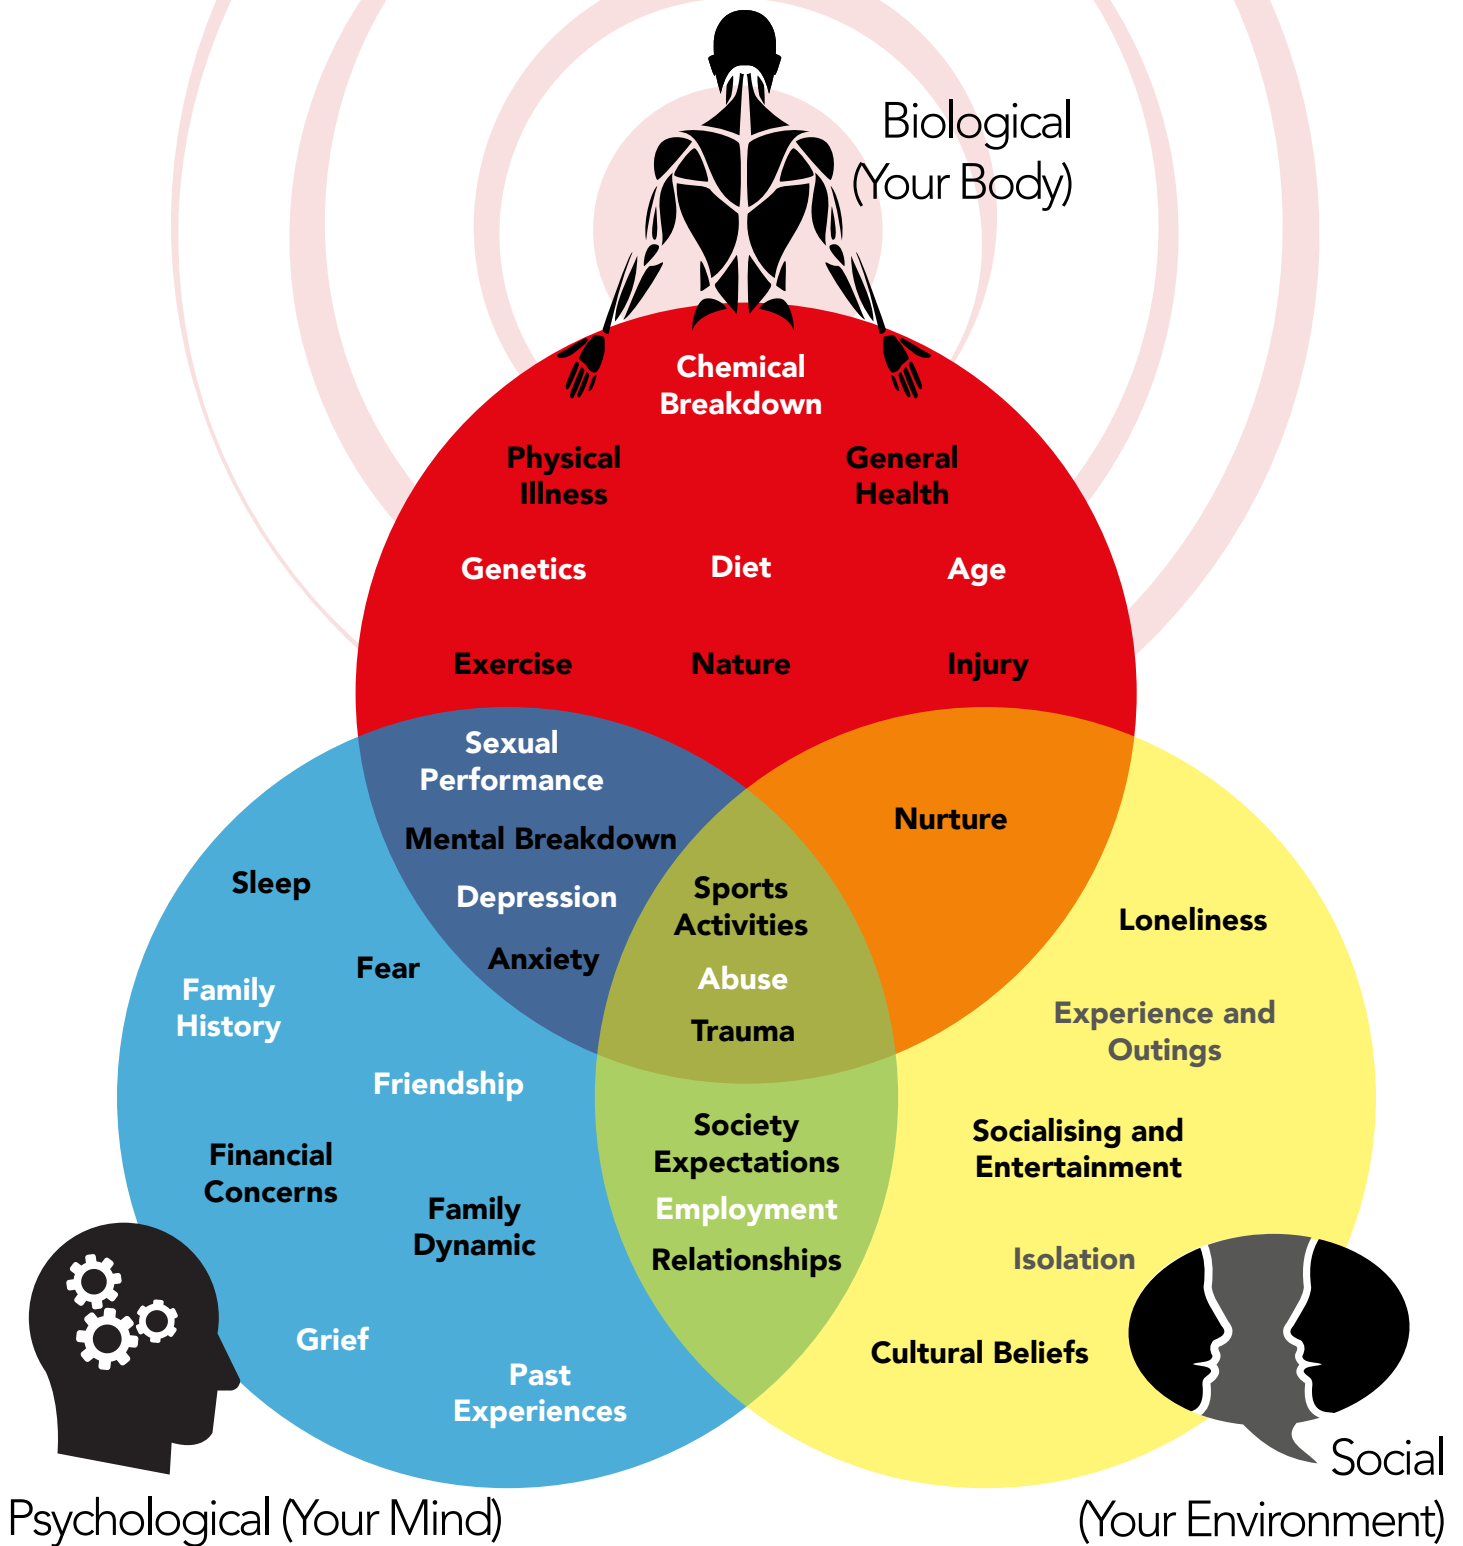 Biological
(Your Body)
Chemical
Breakdown
Physical
Illness
General
Health
Genetics
Diet
Age
Exercise
Nature
Injury
Sexual
Performance
Mental Breakdown
Depression
Anxiety
Nurture
Sports
Activities
Abuse
Trauma
Sleep
Fear
Family
History
Friendship
Financial
Concerns
Family
Dynamic
Grief
Past
Experiences
Society
Expectations
Employment
Relationships
Loneliness
Experience and
Outings
Socialising and
Entertainment
Isolation
Cultural Beliefs
Psychological (Your Mind)
Social
(Your Environment)